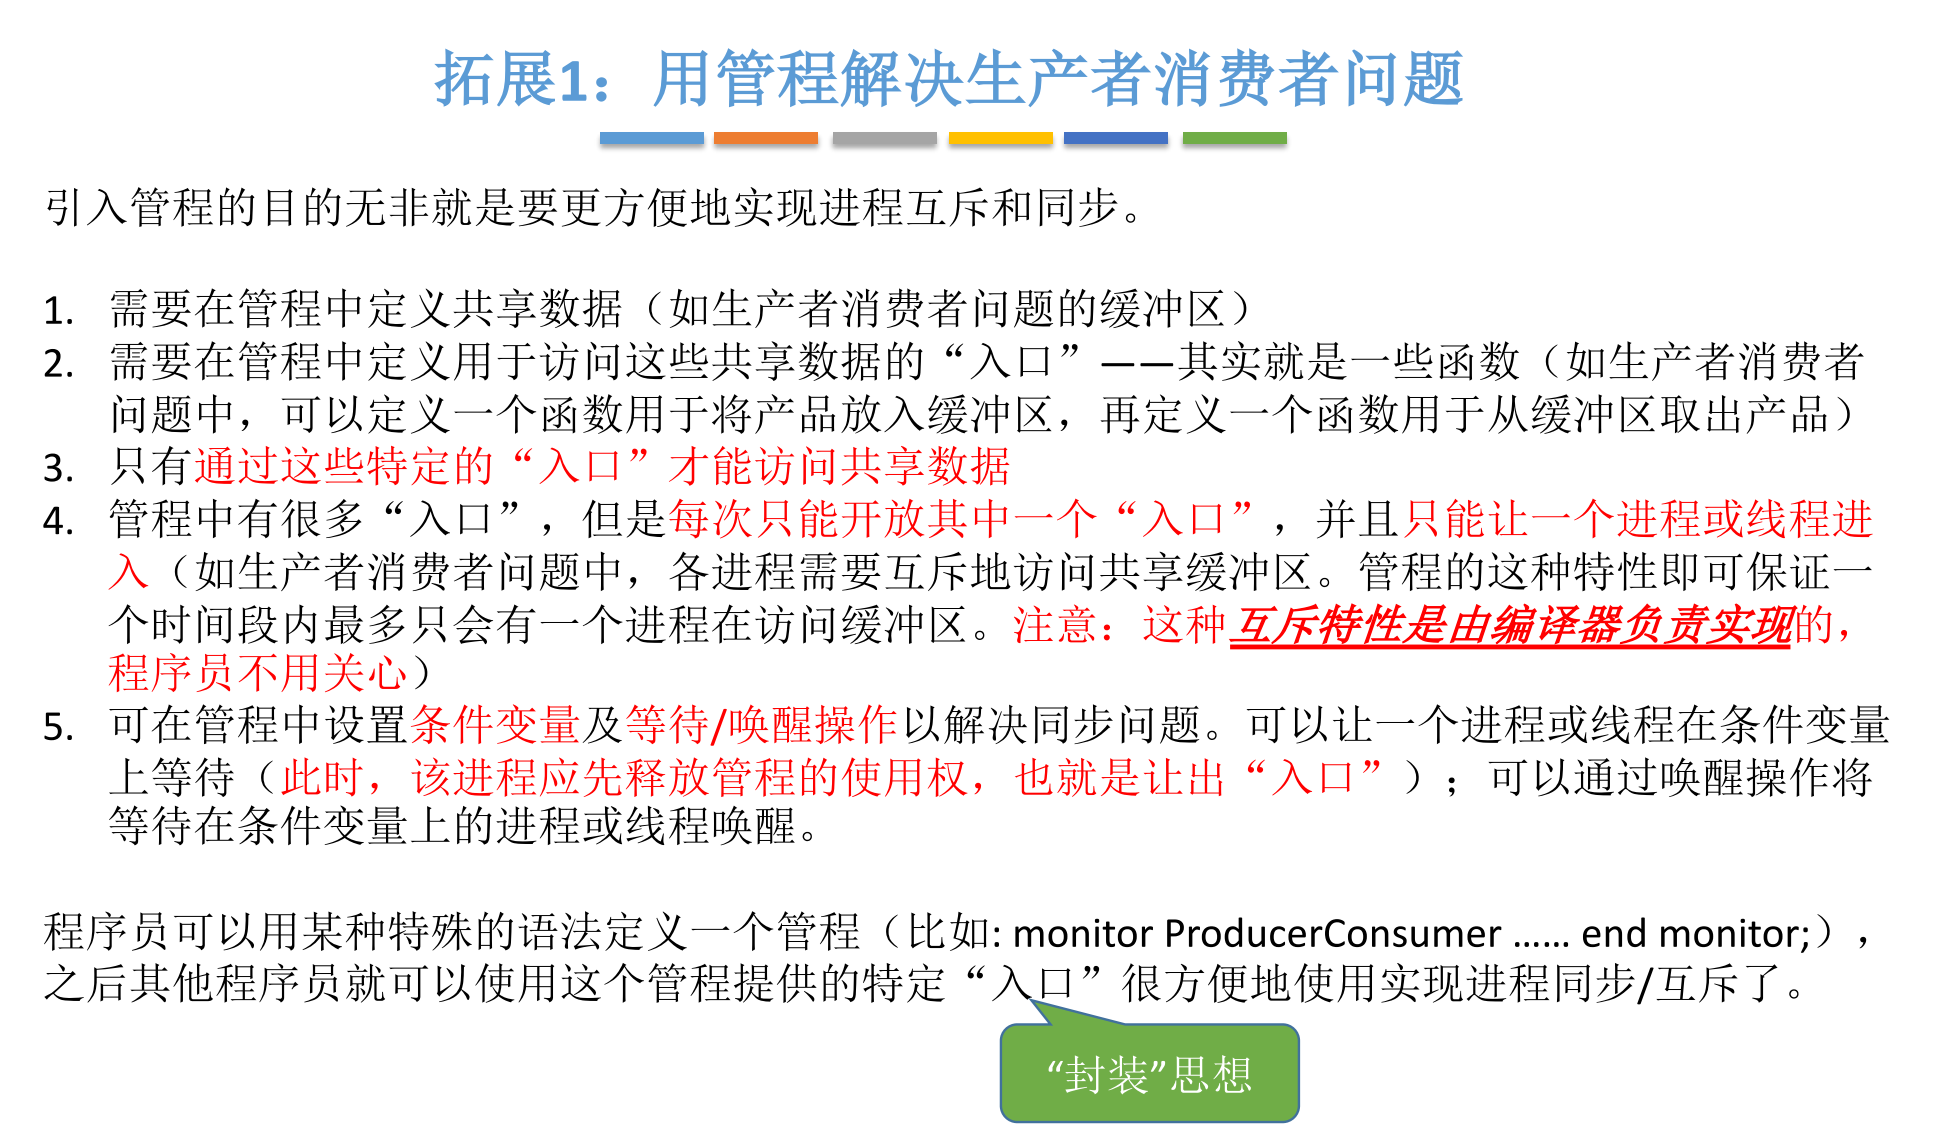 拓展1：用管程解决生产者消费者问题
引入管程的目的无非就是要更方便地实现进程互斥和同步。
1. 需要在管程中定义共享数据（如生产者消费者问题的缓冲区）
2. 需要在管程中定义用于访问这些共享数据的“入口”——其实就是一些函数（如生产者消费者
问题中，可以定义一个函数用于将产品放入缓冲区，再定义一个函数用于从缓冲区取出产品）
3. 只有通过这些特定的“入口”才能访问共享数据
4. 管程中有很多“入口”，但是每次只能开放其中一个“入口”，并且只能让一个进程或线程进
入（如生产者消费者问题中，各进程需要互斥地访问共享缓冲区。管程的这种特性即可保证一
个时间段内最多只会有一个进程在访问缓冲区。注意：这种互斥特性是由编译器负责实现的，
程序员不用关心）
5. 可在管程中设置条件变量及等待/唤醒操作以解决同步问题。可以让一个进程或线程在条件变量
上等待（此时，该进程应先释放管程的使用权，也就是让出“入口”）；可以通过唤醒操作将
等待在条件变量上的进程或线程唤醒。
程序员可以用某种特殊的语法定义一个管程（比如: monitor ProducerConsumer …… end monitor;），
之后其他程序员就可以使用这个管程提供的特定“入口”很方便地使用实现进程同步/互斥了。
“封装”思想